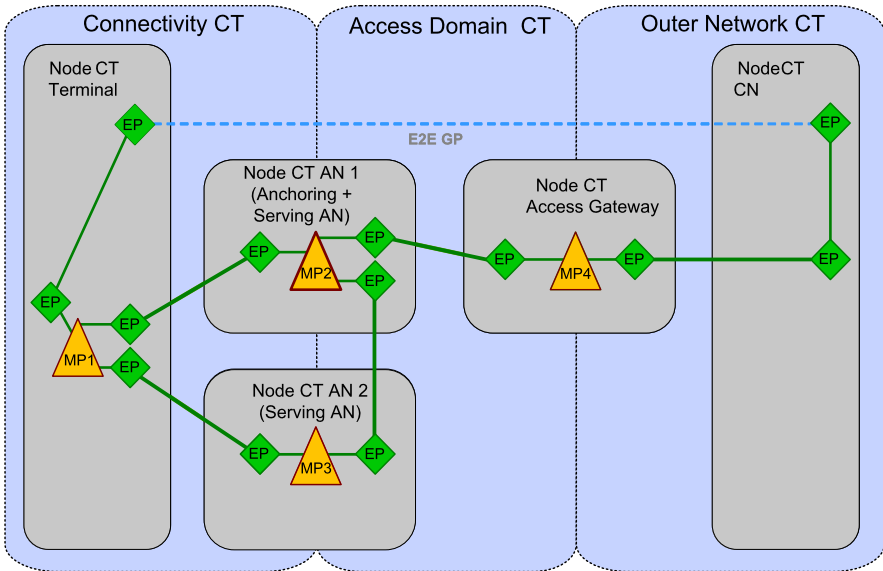 Connectivity CT
Access Domain CT
Outer Network CT
Node CT
Terminal
NodeCT
CN
EP
EP
E2E GP
Node CT AN 1
(Anchoring +
Serving AN)
Node CT
Access Gateway
EP
EP
MP2
EP
EP
EP
MP4
EP
EP
EP
EP
MP1
EP
Node CT AN 2
(Serving AN)
EP
MP3
EP